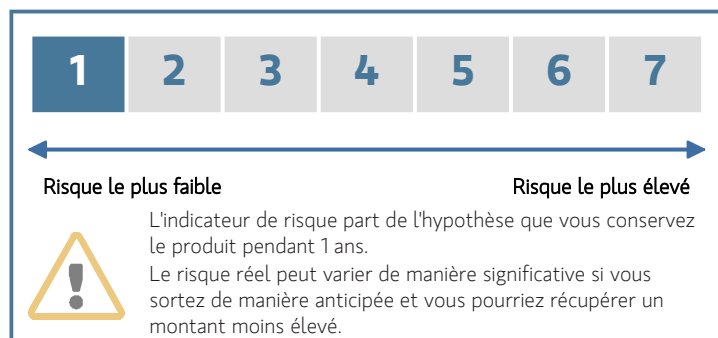 1 2 3 4 5 6 7
Risque le plus faible Risque le plus élevé
L'indicateur de risque part de l'hypothèse que vous conservez
le produit pendant 1 ans.
Le risque réel peut varier de manière significative si vous
sortez de manière anticipée et vous pourriez récupérer un
montant moins élevé.